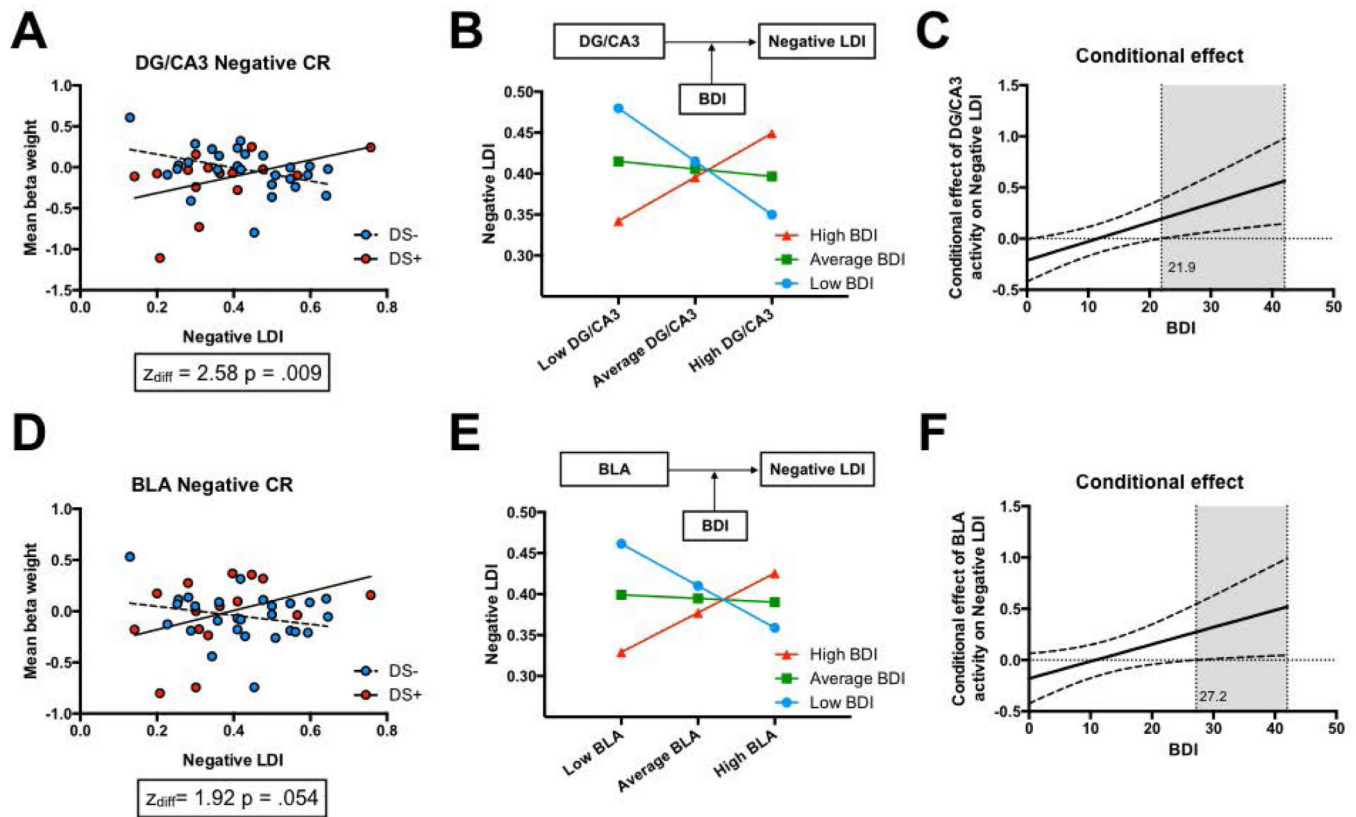 A
DG/CA3 Negative CR
Mean beta weight
1.0
0.5
0.0
-0.5
-1.0
-1.5
0.0 0.2 0.4 0.6 0.8
DS-
DS+
Negative LDI
zdiff = 2.58 p = .009
B
DG/CA3
Negative LDI
BDI
Negative LDI
0.50
0.45
0.40
0.35
0.30
High BDI
Average BDI
Low BDI
Low DG/CA3
Average DG/CA3
High DG/CA3
C
Conditional effect
Conditional effect of DG/CA3
activity on Negative LDI
1.5
1.0
0.5
0.0
-0.5
21.9
0 10 20 30 40 50
BDI
D
BLA Negative CR
Mean beta weight
1.0
0.5
0.0
-0.5
-1.0
0.0 0.2 0.4 0.6 0.8
DS-
DS+
Negative LDI
zdiff= 1.92 p = .054
E
BLA
Negative LDI
BDI
Negative LDI
0.50
0.45
0.40
0.35
0.30
High BDI
Average BDI
Low BDI
Low BLA
Average BLA
High BLA
F
Conditional effect
Conditional effect of BLA
activity on Negative LDI
1.5
1.0
0.5
0.0
-0.5
27.2
0 10 20 30 40 50
BDI